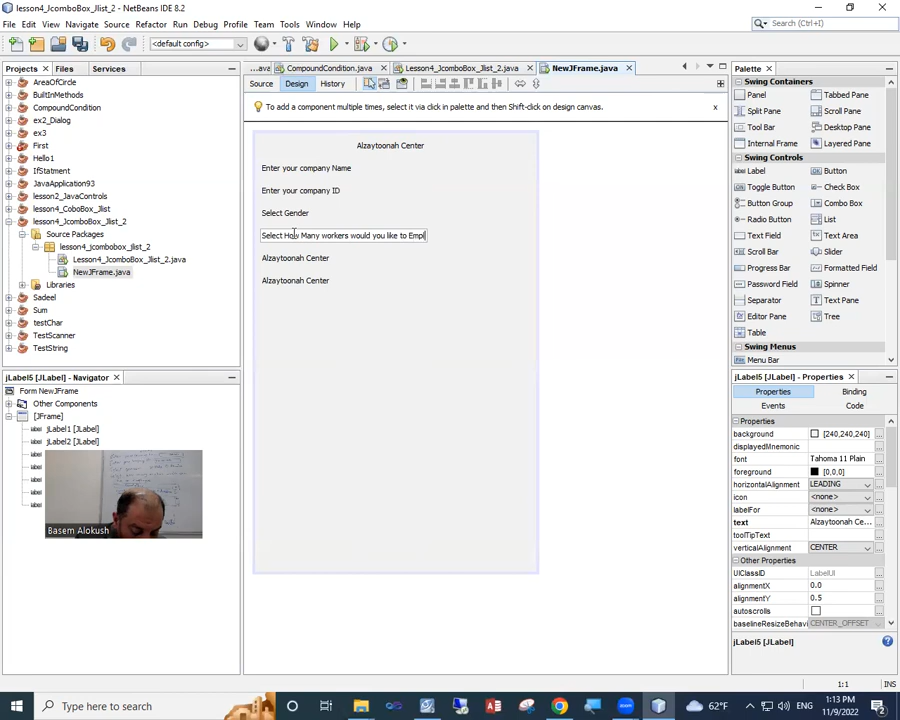 lesson4_JcomboBox_Jlist_2 - NetBeans IDE 8.2
File Edit View Navigate Source Refactor Run Debug Profile Team Tools Window Help
<default config>
Search (Ctrl+I)
Projects Files Services
AreaOfCircle
BuiltInMethods
CompoundCondition
ex2_Dialog
ex3
First
Hello1
IfStatment
JavaApplication93
lesson2_JavaControls
lesson4_CoboBox_Jlist
lesson4_JcomboBox_Jlist_2
Source Packages
lesson4_jcombobox_jlist_2
Lesson4_JcomboBox_JList_2.java
NewJFrame.java
Libraries
Sadeel
Sum
testChar
TestScanner
TestString
jLabel5 [JLabel] - Navigator
Form NewJFrame
Other Components
[JFrame]
jLabel1 [JLabel]
jLabel2 [JLabel]
Basem Alokush
...ava CompoundCondition.java Lesson4_JcomboBox_JList_2.java NewJFrame.java
Source Design History
To add a component multiple times, select it via click in palette and then Shift-click on design canvas.
x
Alzaytoonah Center
Enter your company Name
Enter your company ID
Select Gender
Select How Many workers would you like to Empl
Alzaytoonah Center
Alzaytoonah Center
Palette
Swing Containers
Panel Tabbed Pane
Split Pane Scroll Pane
Tool Bar Desktop Pane
Internal Frame Layered Pane
Swing Controls
Label Button
Toggle Button Check Box
Button Group Combo Box
Radio Button List
Text Field Text Area
Scroll Bar Slider
Progress Bar Formatted Field
Password Field Spinner
Separator Text Pane
Editor Pane Tree
Table
Swing Menus
Menu Bar
jLabel5 [JLabel] - Properties
Properties Binding
Events Code
Properties
background [240,240,240]
displayedMnemonic
font Tahoma 11 Plain
foreground [0,0,0]
horizontalAlignment LEADING
icon <none>
labelFor <none>
text Alzaytoonah Ce...
toolTipText
verticalAlignment CENTER
Other Properties
UIClassID LabelUI
alignmentX 0.0
alignmentY 0.5
autoscrolls
baselineResizeBehavi CENTER_OFFSET
jLabel5 [JLabel]
1:1 INS
Type here to search
62°F
1:13 PM
11/9/2022
2